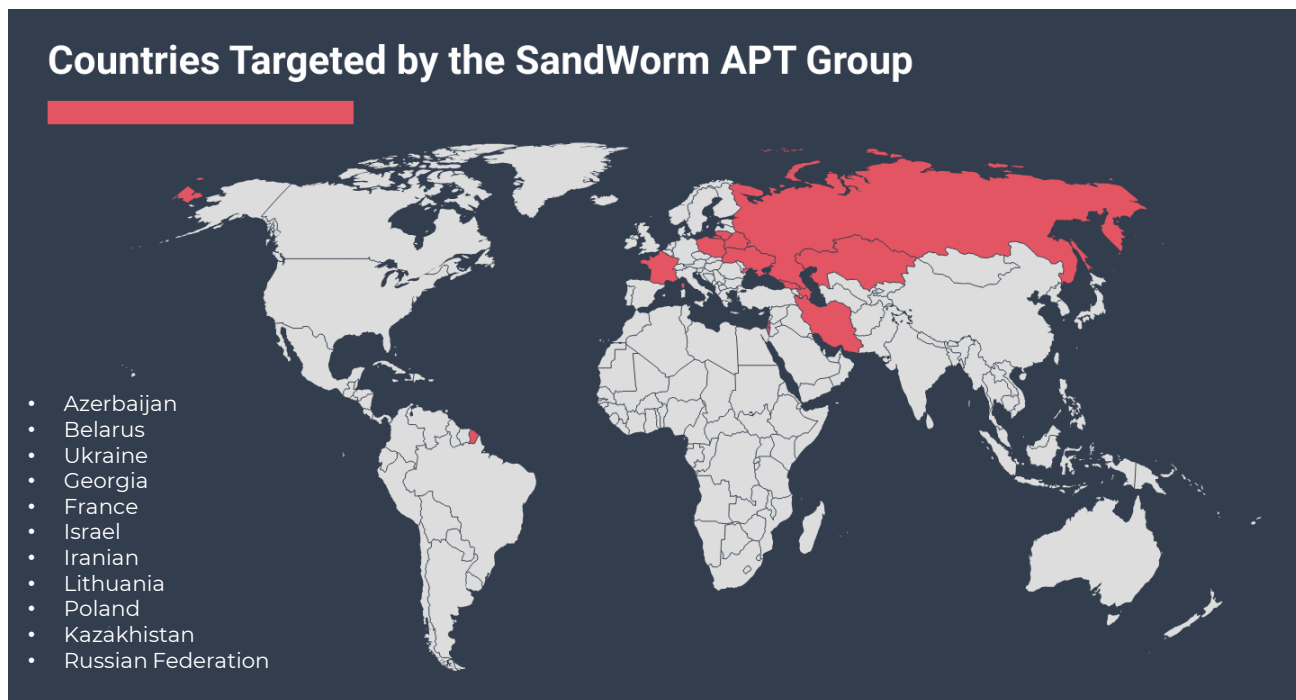 Countries Targeted by the SandWorm APT Group
• Azerbaijan
• Belarus
• Ukraine
• Georgia
• France
• Israel
• Iranian
• Lithuania
• Poland
• Kazakhistan
• Russian Federation